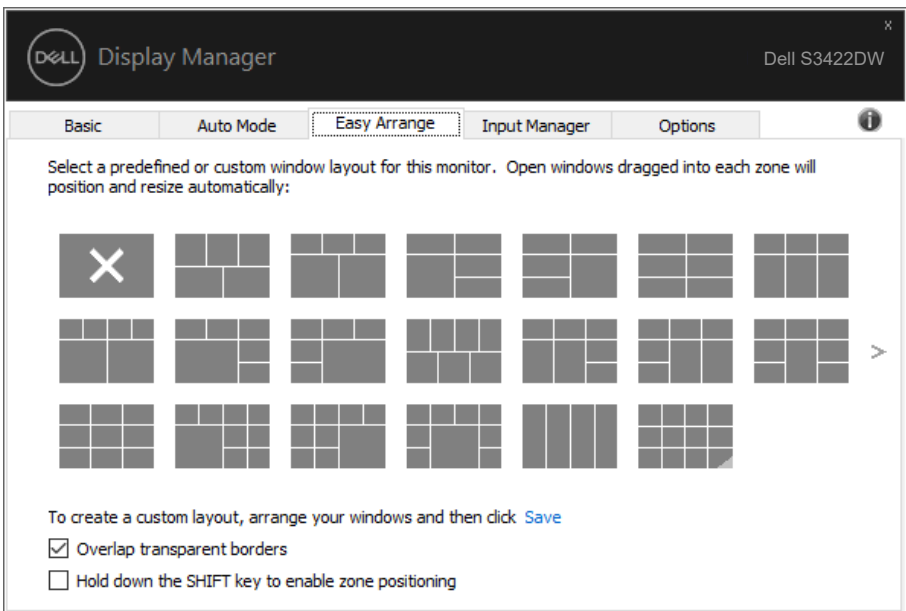 x
DELL Display Manager
Dell S3422DW
Basic
Auto Mode
Easy Arrange
Input Manager
Options
Select a predefined or custom window layout for this monitor. Open windows dragged into each zone will
position and resize automatically:
>
To create a custom layout, arrange your windows and then click Save
Overlap transparent borders
Hold down the SHIFT key to enable zone positioning